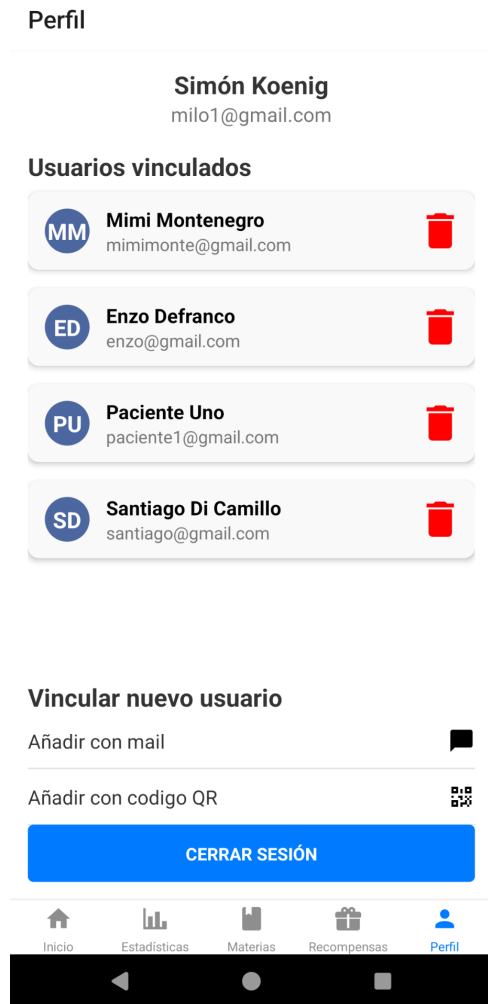 Perfil
Simón Koenig
milo1@gmail.com
Usuarios vinculados
MM
Mimi Montenegro
mimimonte@gmail.com
ED
Enzo Defranco
enzo@gmail.com
PU
Paciente Uno
paciente1@gmail.com
SD
Santiago Di Camillo
santiago@gmail.com
Vincular nuevo usuario
Añadir con mail
Añadir con codigo QR
CERRAR SESIÓN
Inicio
Estadísticas
Materias
Recompensas
Perfil